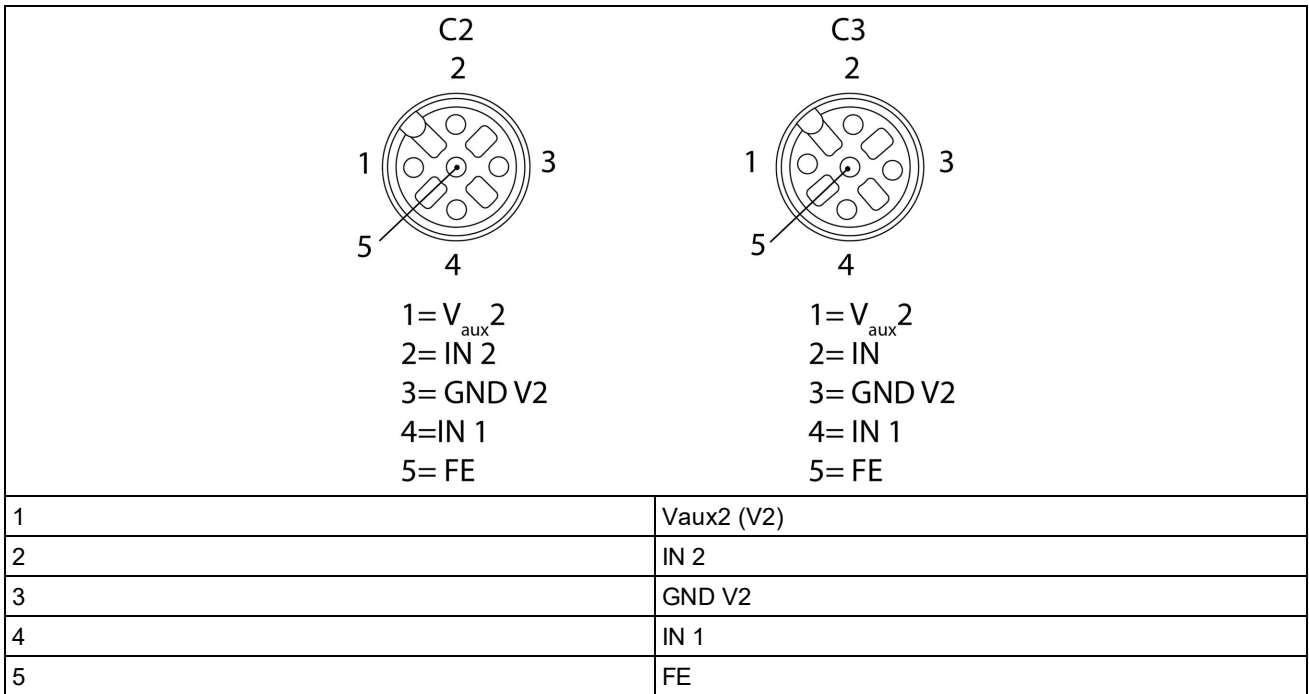 C2
2
1
3
5
4
1= Vaux2
2= IN 2
3= GND V2
4=IN 1
5= FE
C3
2
1
3
5
4
1= Vaux2
2= IN
3= GND V2
4= IN 1
5= FE
1 Vaux2 (V2)
2 IN 2
3 GND V2
4 IN 1
5 FE